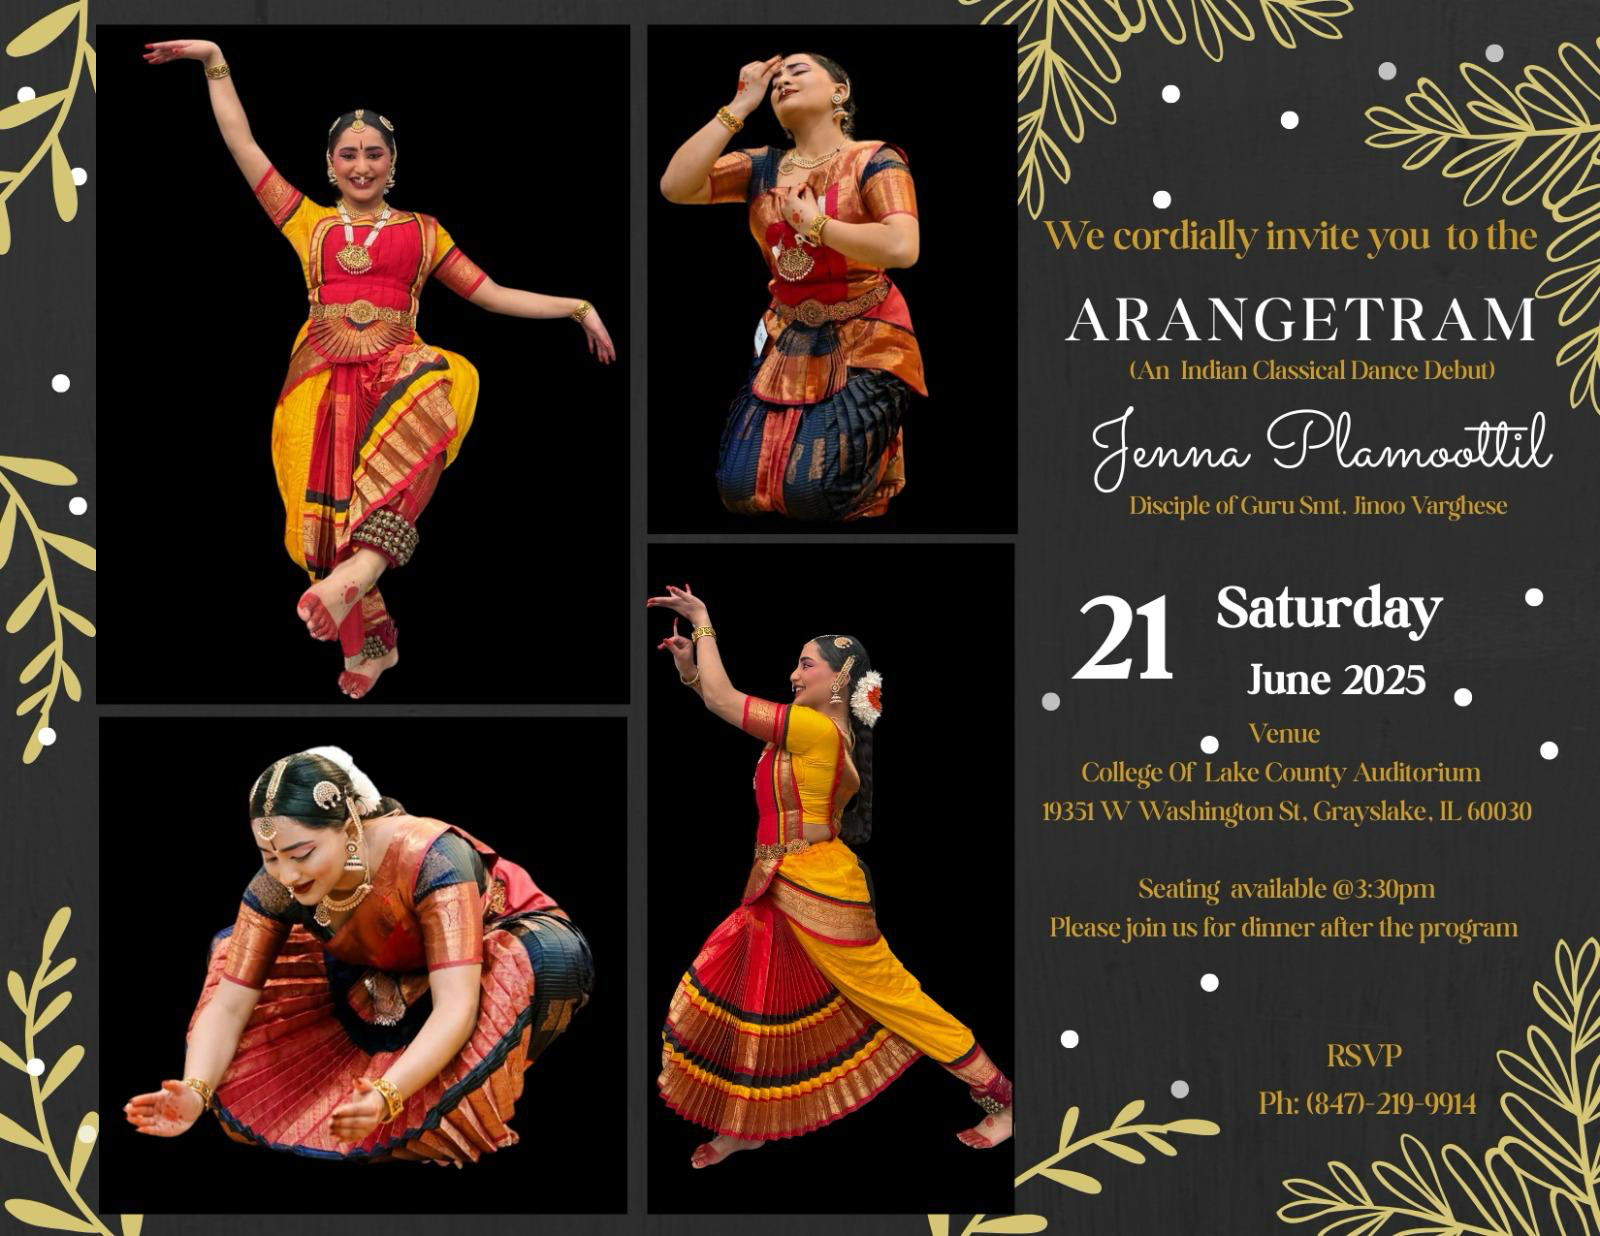 We cordially invite you to the
ARANGETRAM
(An Indian Classical Dance Debut)
Jenna Plamoottil
Disciple of Guru Smt. Jinoo Varghese
21 Saturday
June 2025
Venue
College Of Lake County Auditorium
19351 W Washington St, Grayslake, IL 60030
Seating available @3:30pm
Please join us for dinner after the program
RSVP
Ph: (847)-219-9914